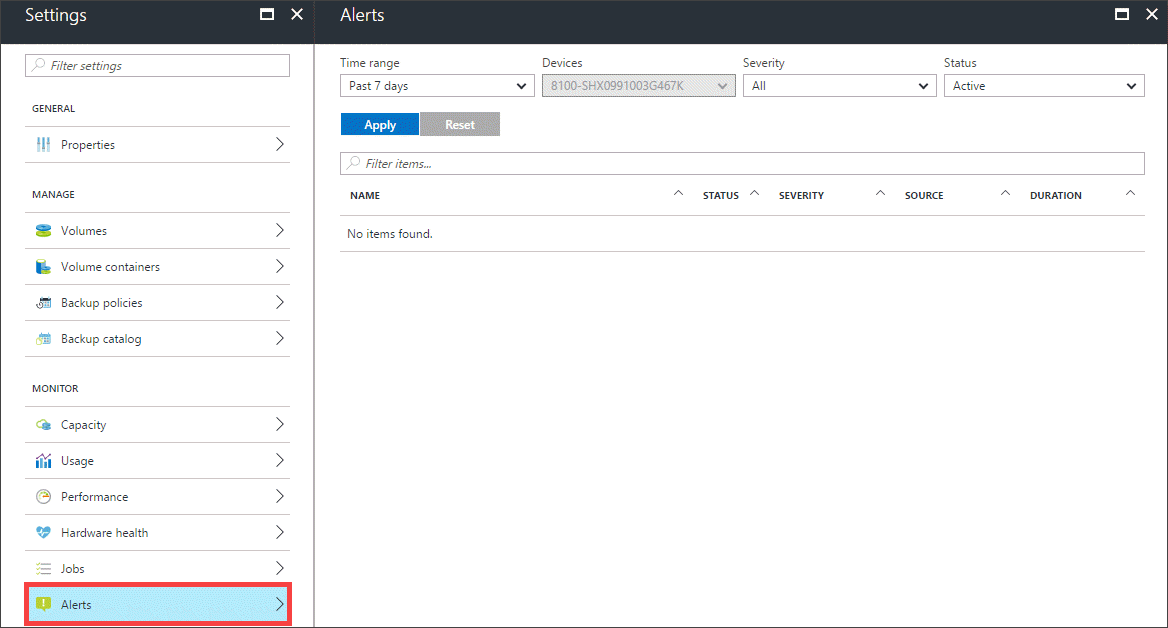 Settings
Filter settings
GENERAL
Properties
MANAGE
Volumes
Volume containers
Backup policies
Backup catalog
MONITOR
Capacity
Usage
Performance
Hardware health
Jobs
Alerts
Alerts
Time range Devices Severity Status
Past 7 days 8100-SHX0991003G467K All Active
Apply Reset
Filter items...
NAME STATUS SEVERITY SOURCE DURATION
No items found.